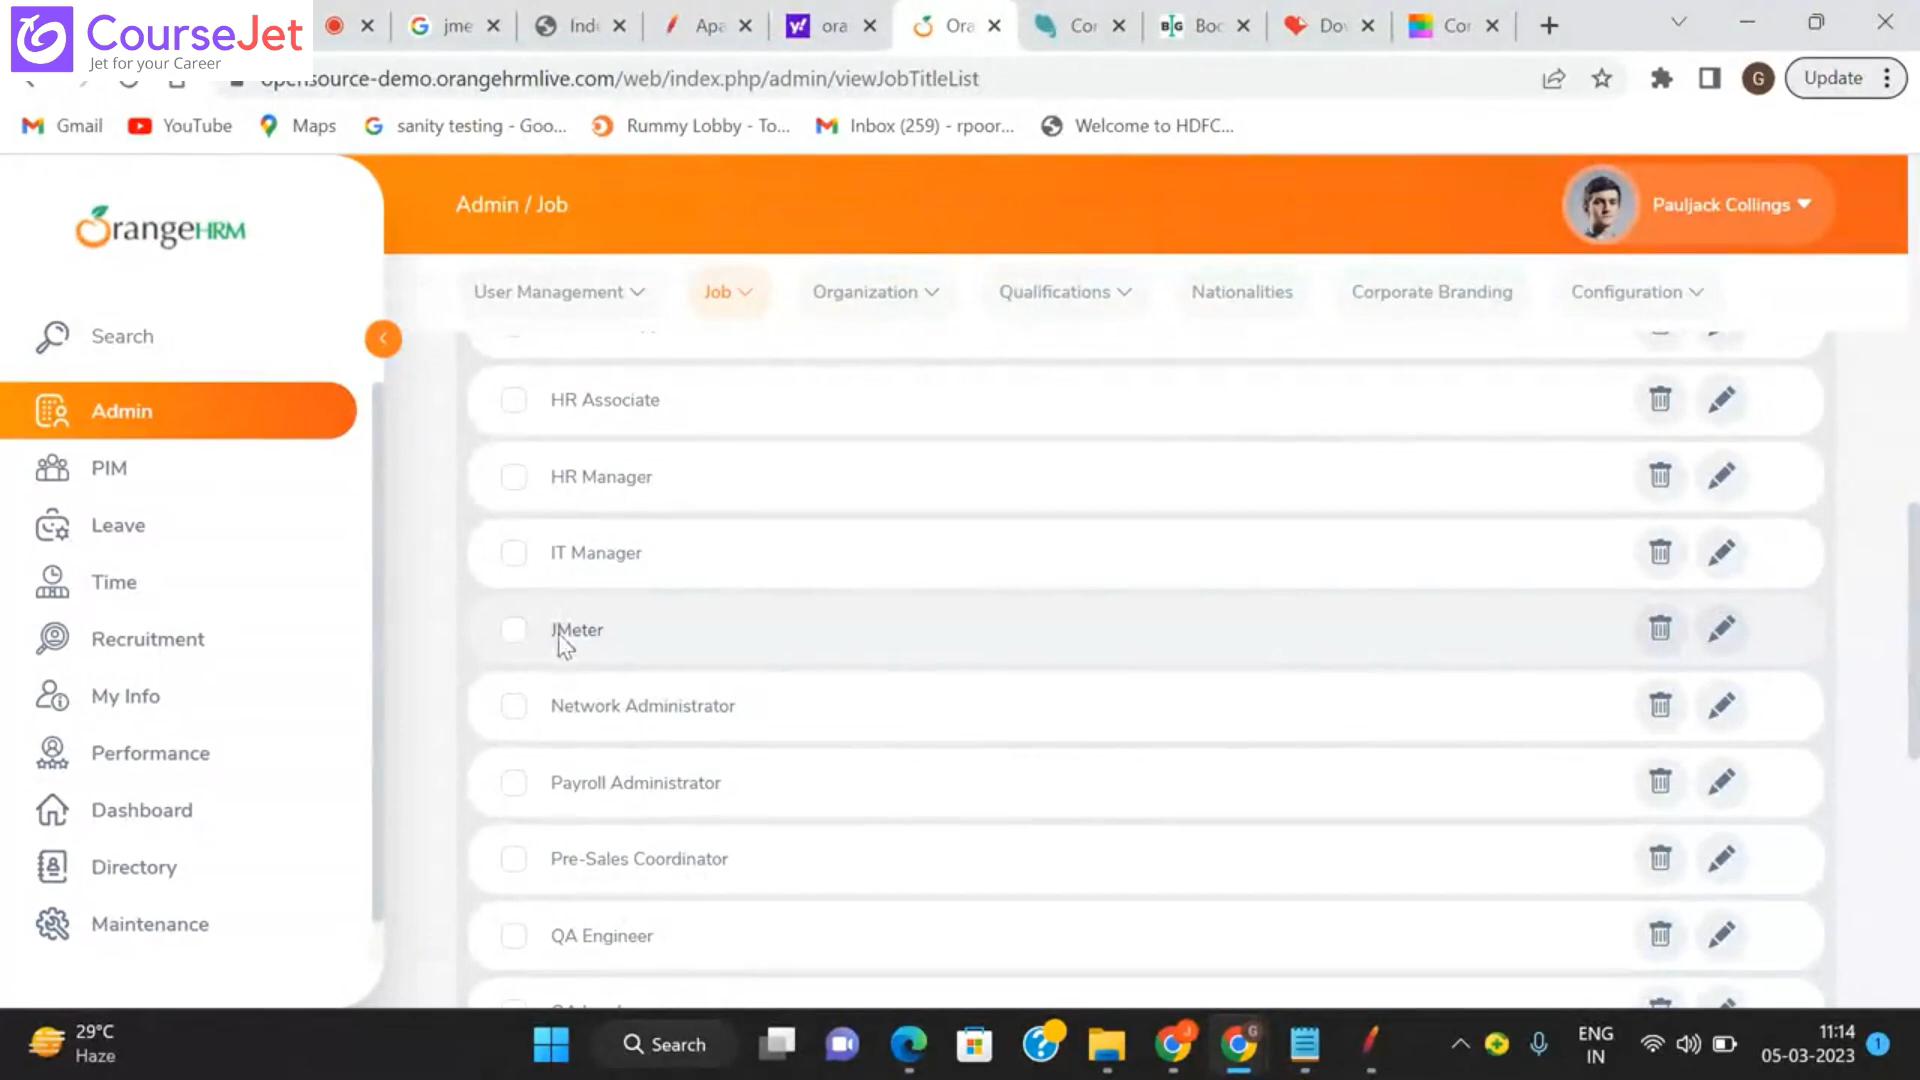 CourseJet
Jet for your Career
jme
Ind
Apa
ora
Ora
Cor
B|G
Boo
Dov
Cor
opensource-demo.orangehrmlive.com/web/index.php/admin/viewJobTitleList
G
Update
Gmail
YouTube
Maps
sanity testing - Goo...
Rummy Lobby - To...
Inbox (259) - rpoor...
Welcome to HDFC...
OrangeHRM
Admin / Job
Pauljack Collings
User Management
Job
Organization
Qualifications
Nationalities
Corporate Branding
Configuration
Search
Admin
PIM
Leave
Time
Recruitment
My Info
Performance
Dashboard
Directory
Maintenance
HR Associate
HR Manager
IT Manager
JMeter
Network Administrator
Payroll Administrator
Pre-Sales Coordinator
QA Engineer
29°C
Haze
Search
ENG
IN
11:14
05-03-2023
1